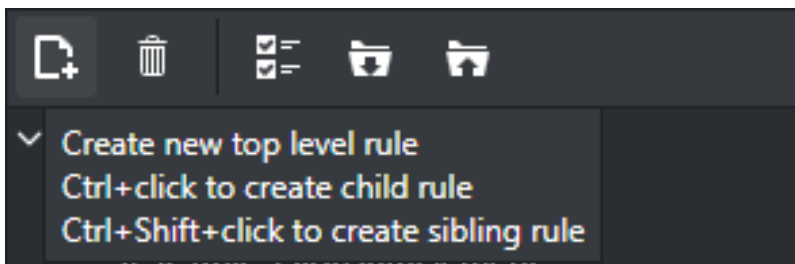 Create new top level rule
Ctrl+click to create child rule
Ctrl+Shift+click to create sibling rule